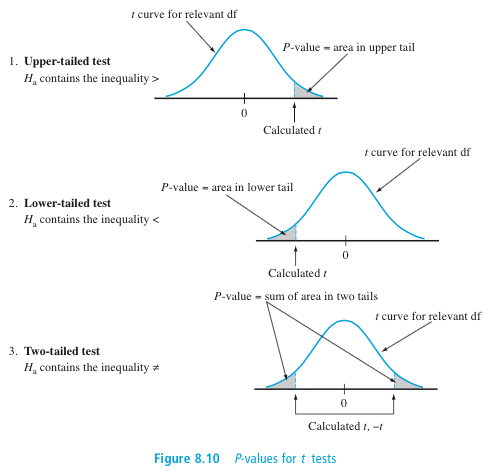 t curve for relevant df
P-value = area in upper tail
1. Upper-tailed test
Hₐ contains the inequality >
0
Calculated t
t curve for relevant df
P-value = area in lower tail
2. Lower-tailed test
Hₐ contains the inequality <
0
Calculated t
P-value = sum of area in two tails
t curve for relevant df
3. Two-tailed test
Hₐ contains the inequality ≠
0
Calculated t, −t
Figure 8.10 P-values for t tests